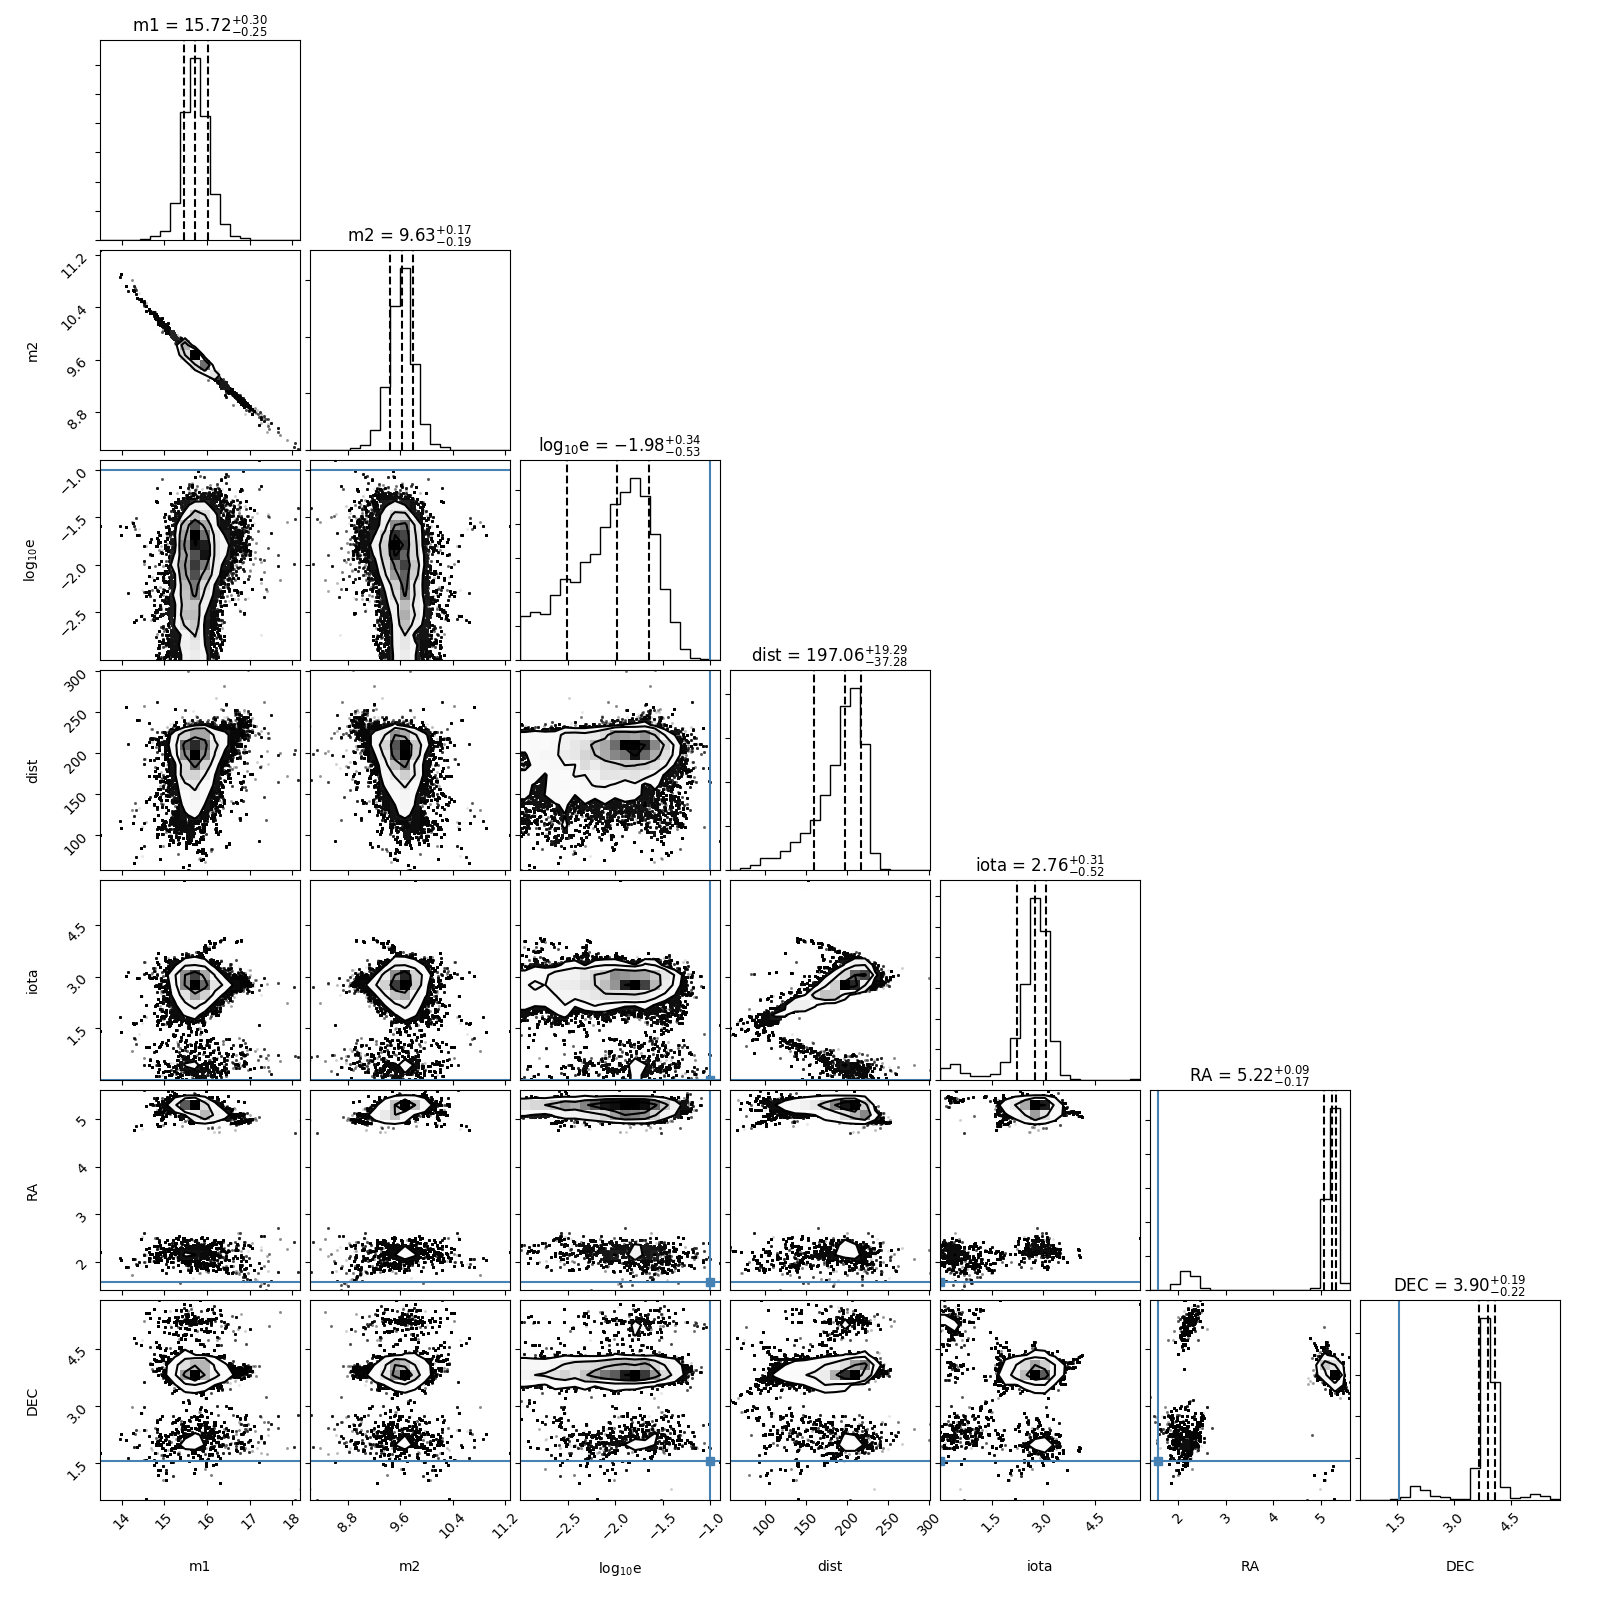 m1 = 15.72+0.30−0.25
11.2
10.4
9.6
8.8
m2
m2 = 9.63+0.17−0.19
−1.0
−1.5
−2.0
−2.5
log10e
log10e = −1.98+0.34−0.53
300
250
200
150
100
dist
dist = 197.06+19.29−37.28
4.5
3.0
1.5
iota
iota = 2.76+0.31−0.52
5
4
3
2
RA
RA = 5.22+0.09−0.17
4.5
3.0
1.5
DEC
DEC = 3.90+0.19−0.22
14 15 16 17 18 8.8 9.6 10.4 11.2 −2.5 −2.0 −1.5 −1.0 100 150 200 250 300 1.5 3.0 4.5 2 3 4 5 1.5 3.0 4.5
m1 m2 log10e dist iota RA DEC